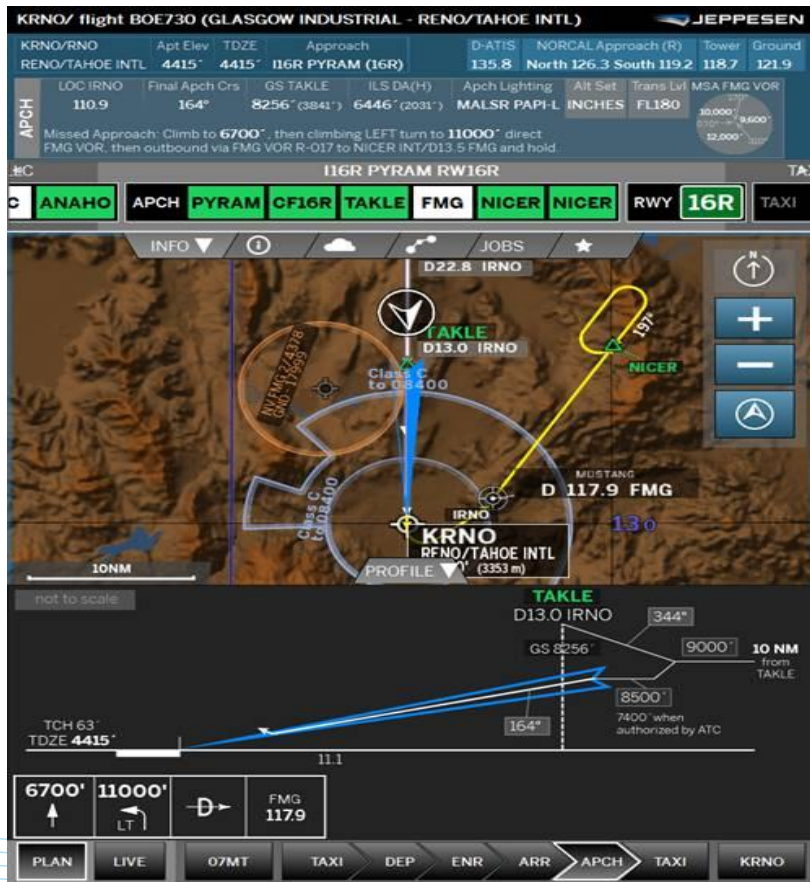 KRNO/ flight BOE730 (GLASGOW INDUSTRIAL - RENO/TAHOE INTL)
JEPPESEN
KRNO/RNO Apt Elev TDZE Approach D-ATIS NORCAL Approach (R) Tower Ground
RENO/TAHOE INTL 4415´ 4415´ I16R PYRAM (16R) 135.8 North 126.3 South 119.2 118.7 121.9
APCH
LOC IRNO Final Apch Crs GS TAKLE ILS DA(H) Apch Lighting Alt Set Trans Lvl MSA FMG VOR
110.9 164° 8256´(3841´) 6446´(2031´) MALSR PAPI-L INCHES FL180
10,000´
9,600´
12,000´
Missed Approach: Climb to 6700´, then climbing LEFT turn to 11000´ direct
FMG VOR, then outbound via FMG VOR R-017 to NICER INT/D13.5 FMG and hold.
I16R PYRAM RW16R
C ANAHO APCH PYRAM CF16R TAKLE FMG NICER NICER RWY 16R TAXI
INFO JOBS
D22.8 IRNO
N
TAKLE
D13.0 IRNO
197°
NICER
NV FMG 2/4378
GND - 17999
Class C
to 08400
Class C
to 08400
MUSTANG
D 117.9 FMG
IRNO
KRNO
RENO/TAHOE INTL
(3353 m)
13
10NM
PROFILE
not to scale
TAKLE
D13.0 IRNO
344°
GS 8256´
9000´
10 NM
from
TAKLE
8500´
7400´ when
authorized by ATC
164°
TCH 63´
TDZE 4415´
11.1
6700' 11000' D FMG
LT 117.9
PLAN LIVE 07MT TAXI DEP ENR ARR APCH TAXI KRNO